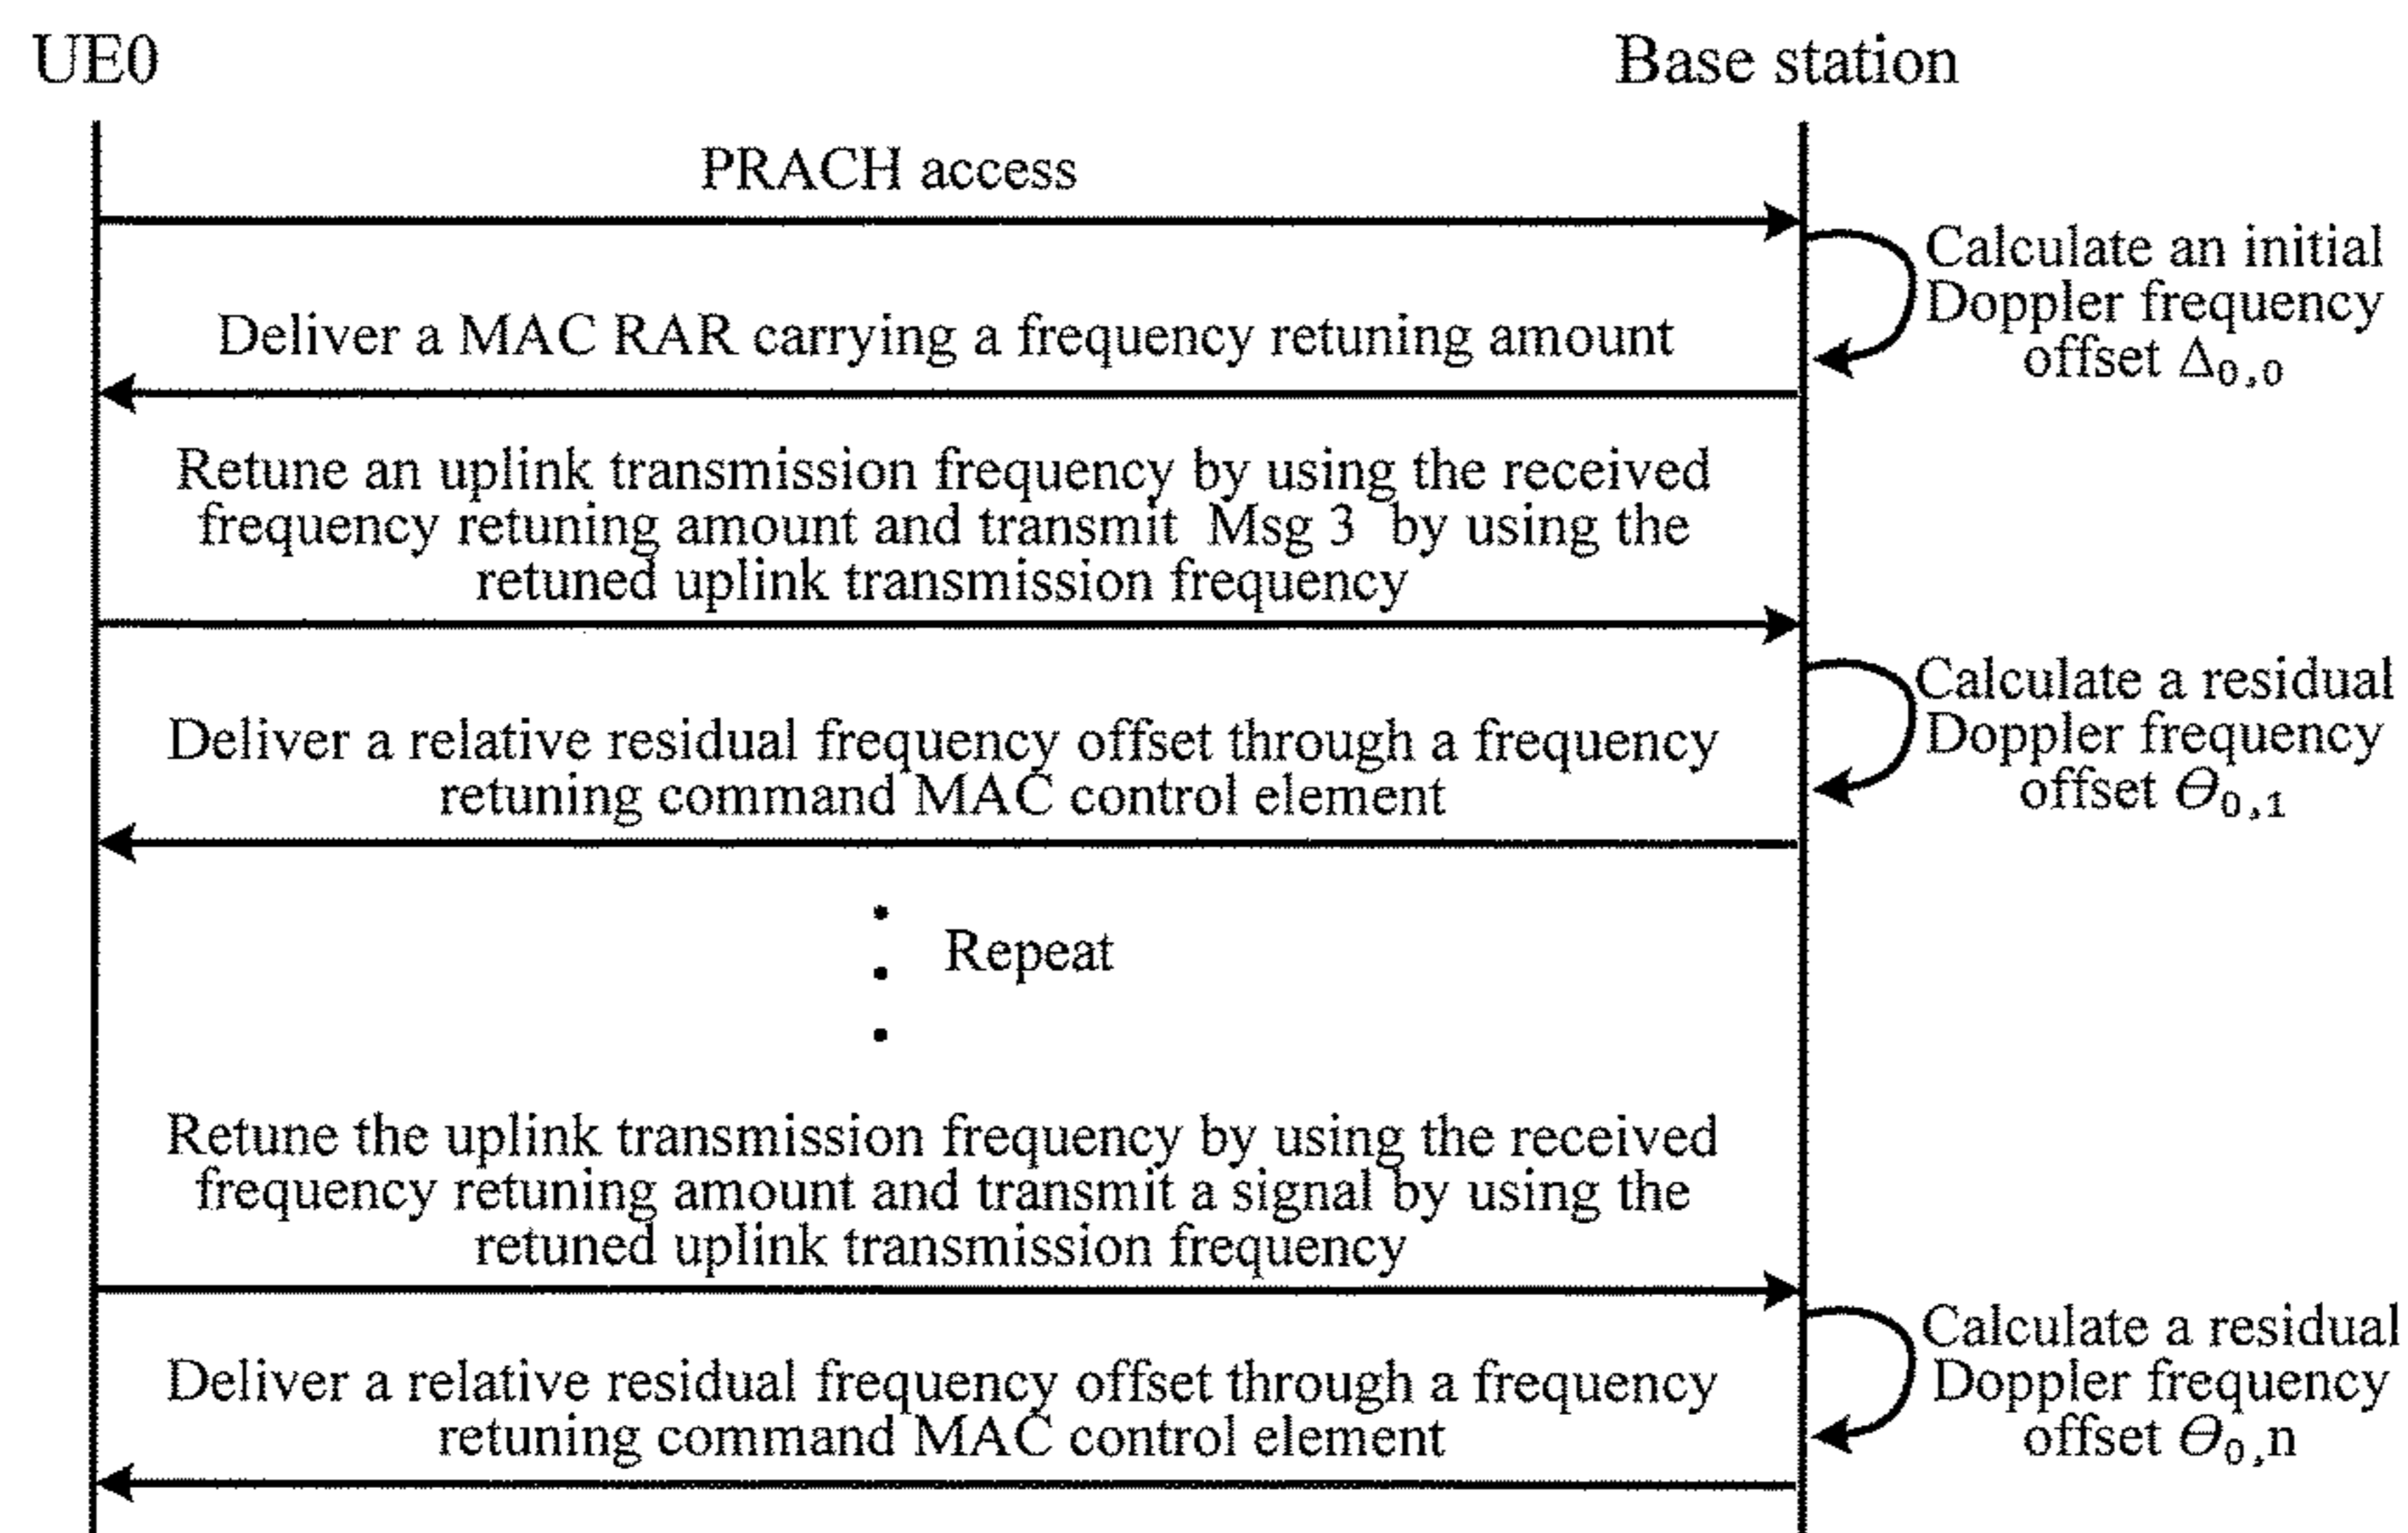 UE0
Base station
PRACH access
Calculate an initial
Doppler frequency
offset Δ₀,₀
Deliver a MAC RAR carrying a frequency retuning amount
Retune an uplink transmission frequency by using the received
frequency retuning amount and transmit Msg 3 by using the
retuned uplink transmission frequency
Calculate a residual
Doppler frequency
offset Θ₀,₁
Deliver a relative residual frequency offset through a frequency
retuning command MAC control element
Repeat
Retune the uplink transmission frequency by using the received
frequency retuning amount and transmit a signal by using the
retuned uplink transmission frequency
Calculate a residual
Doppler frequency
offset Θ₀,n
Deliver a relative residual frequency offset through a frequency
retuning command MAC control element